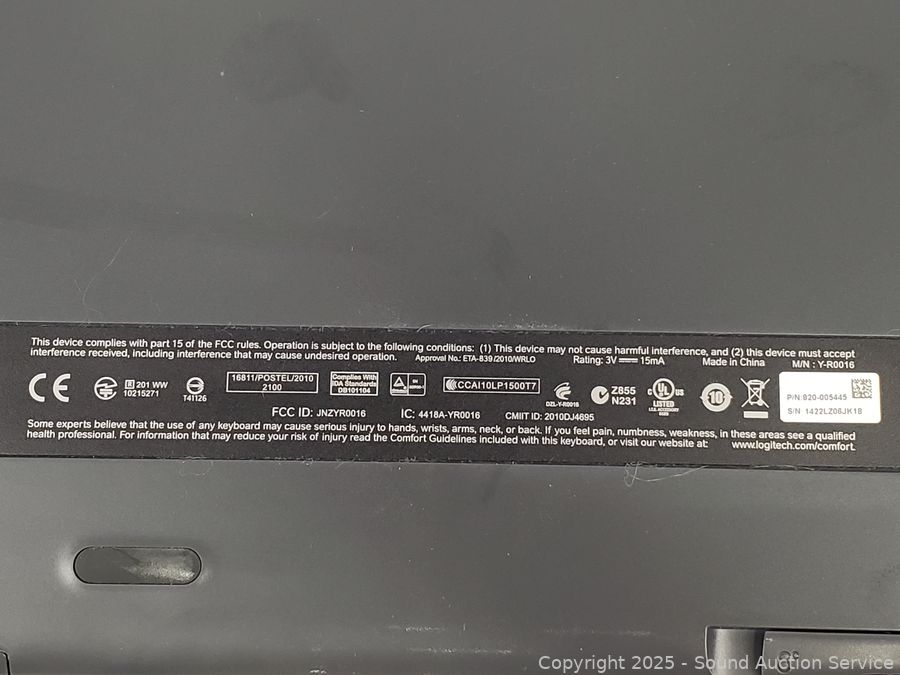 This device complies with part 15 of the FCC rules. Operation is subject to the following conditions: (1) This device may not cause harmful interference, and (2) this device must accept
interference received, including interference that may cause undesired operation. Approval No.: ETA-839/2010/WRLO Rating: 3V 15mA Made in China M/N : Y-R0016
CE 201 WW
10215271
T41126
16811/POSTEL/2010
2100
Complies With
IDA Standards
DB101104
CCAI10LP1500T7
DZL-Y-R0016
Z855
N231
UL US
LISTED
10
P/N:820-005445
S/N 1422LZ08JK18
FCC ID: JNZYR0016 IC: 4418A-YR0016 CMIIT ID: 2010DJ4695
Some experts believe that the use of any keyboard may cause serious injury to hands, wrists, arms, neck, or back. If you feel pain, numbness, weakness, in these areas see a qualified
health professional. For information that may reduce your risk of injury read the Comfort Guidelines included with this keyboard, or visit our website at: www.logitech.com/comfort.
Copyright 2025 - Sound Auction Service